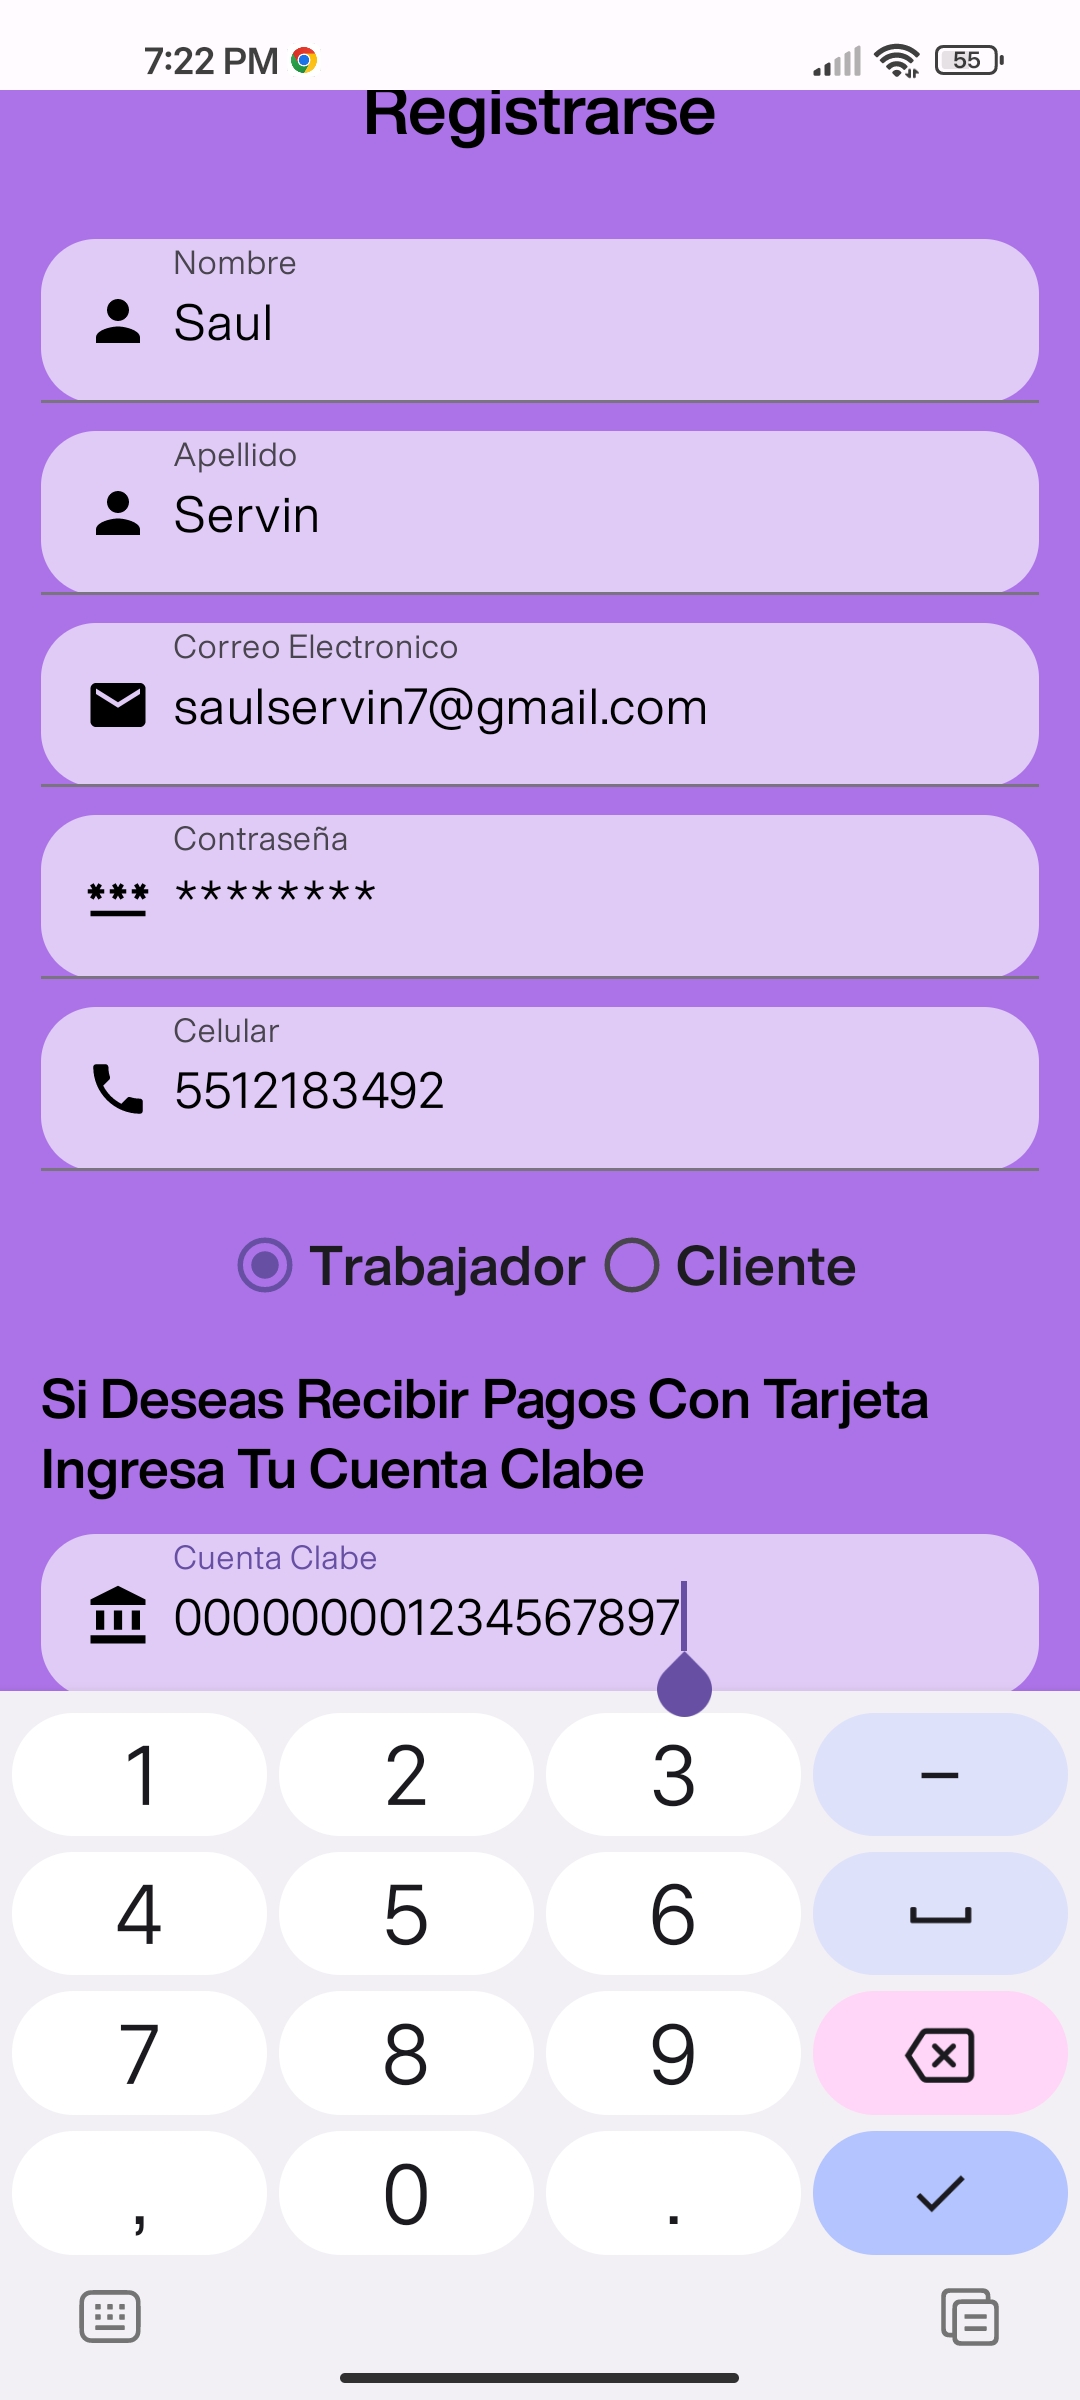 7:22 PM
55
Registrarse
Nombre
Saul
Apellido
Servin
Correo Electronico
saulservin7@gmail.com
Contraseña
********
Celular
5512183492
Trabajador Cliente
Si Deseas Recibir Pagos Con Tarjeta
Ingresa Tu Cuenta Clabe
Cuenta Clabe
000000001234567897
1 2 3 –
4 5 6
7 8 9
, 0 .